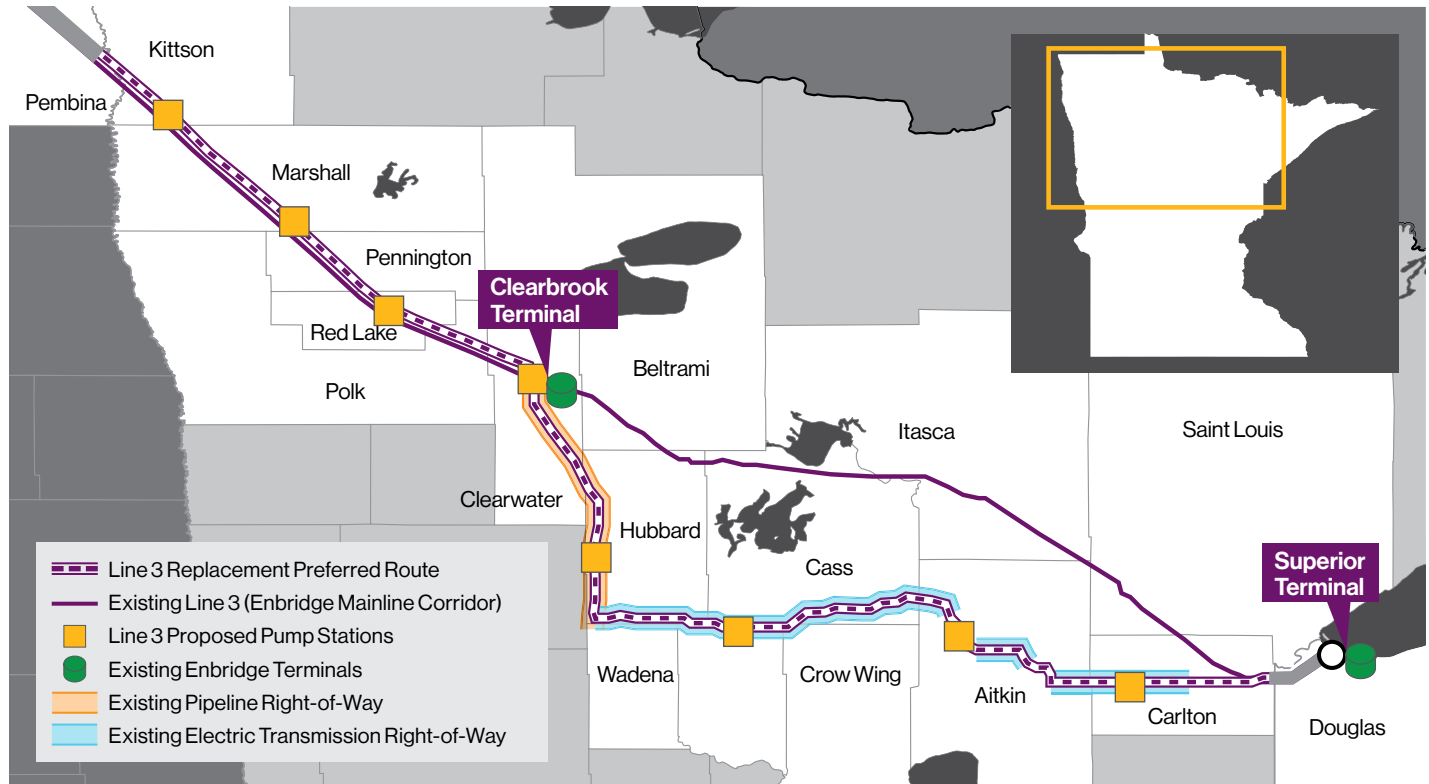 Kittson
Pembina
Marshall
Pennington
Clearbrook
Terminal
Red Lake
Beltrami
Polk
Itasca
Saint Louis
Clearwater
Hubbard
Cass
Superior
Terminal
Wadena
Crow Wing
Aitkin
Carlton
Douglas
Line 3 Replacement Preferred Route
Existing Line 3 (Enbridge Mainline Corridor)
Line 3 Proposed Pump Stations
Existing Enbridge Terminals
Existing Pipeline Right-of-Way
Existing Electric Transmission Right-of-Way